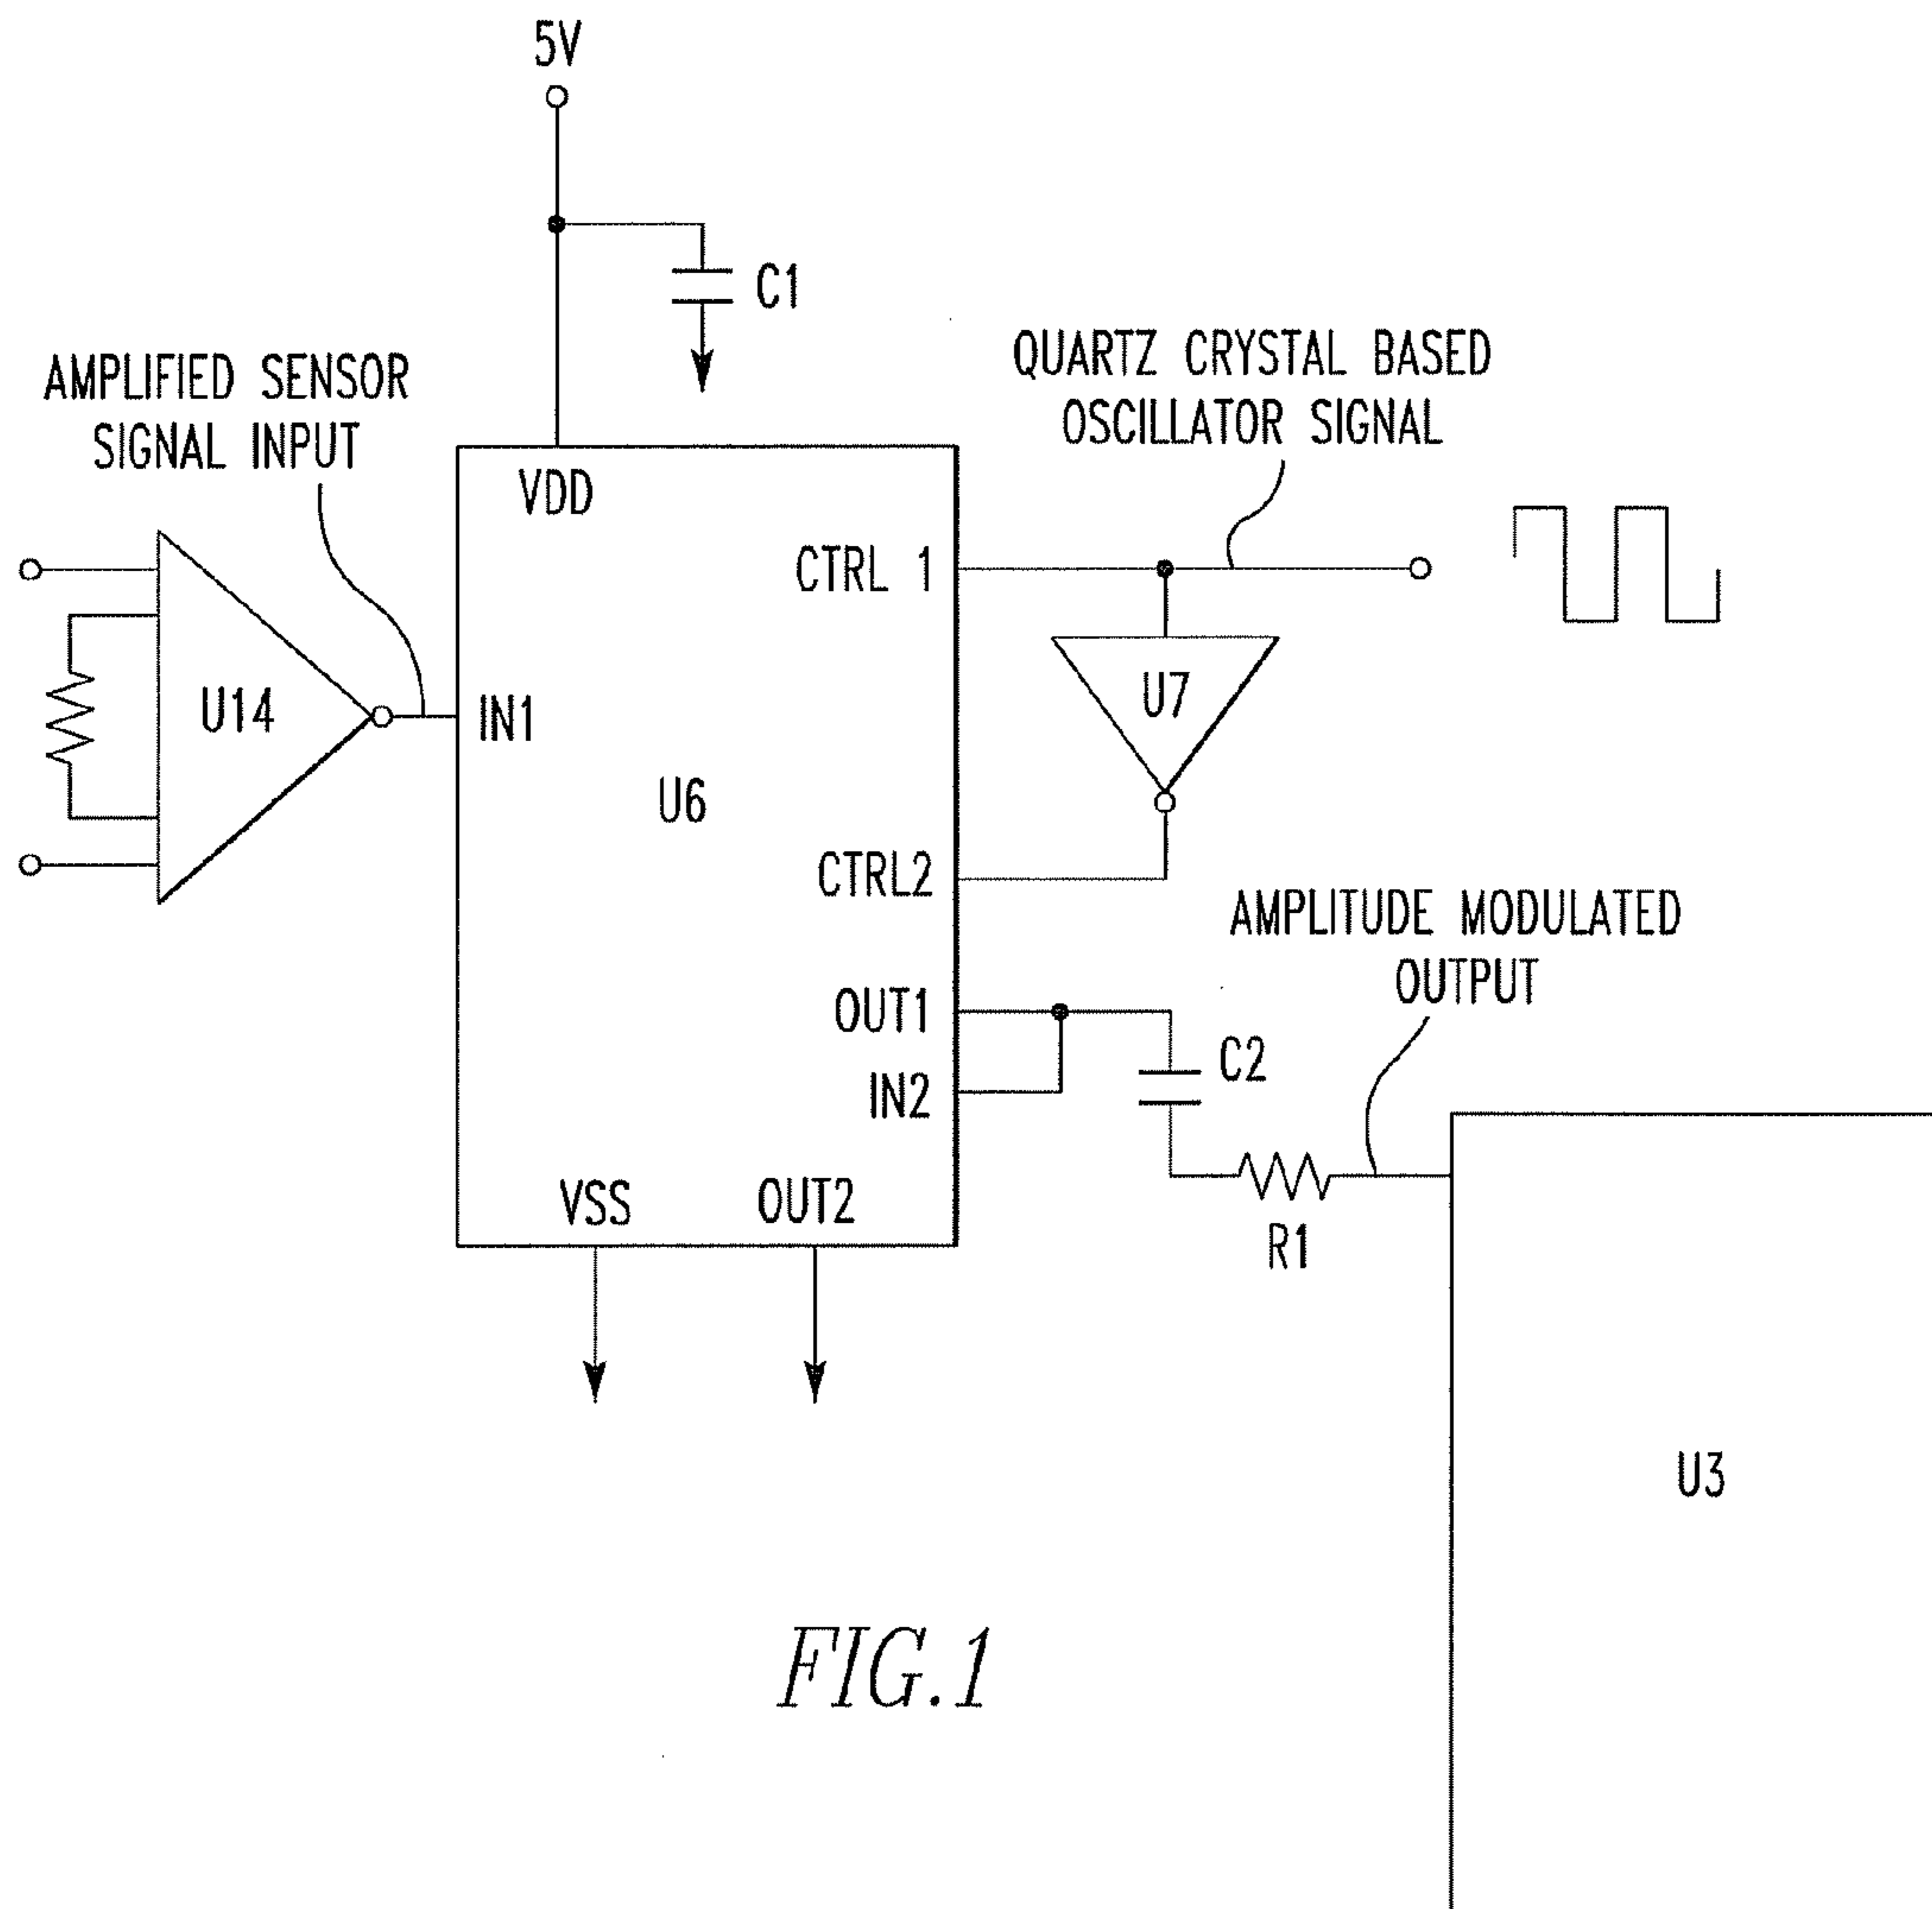 5V
C1
AMPLIFIED SENSOR
SIGNAL INPUT
QUARTZ CRYSTAL BASED
OSCILLATOR SIGNAL
VDD
CTRL 1
U14
IN1
U7
U6
CTRL2
AMPLITUDE MODULATED
OUTPUT
OUT1
C2
IN2
VSS
OUT2
R1
U3
FIG.1